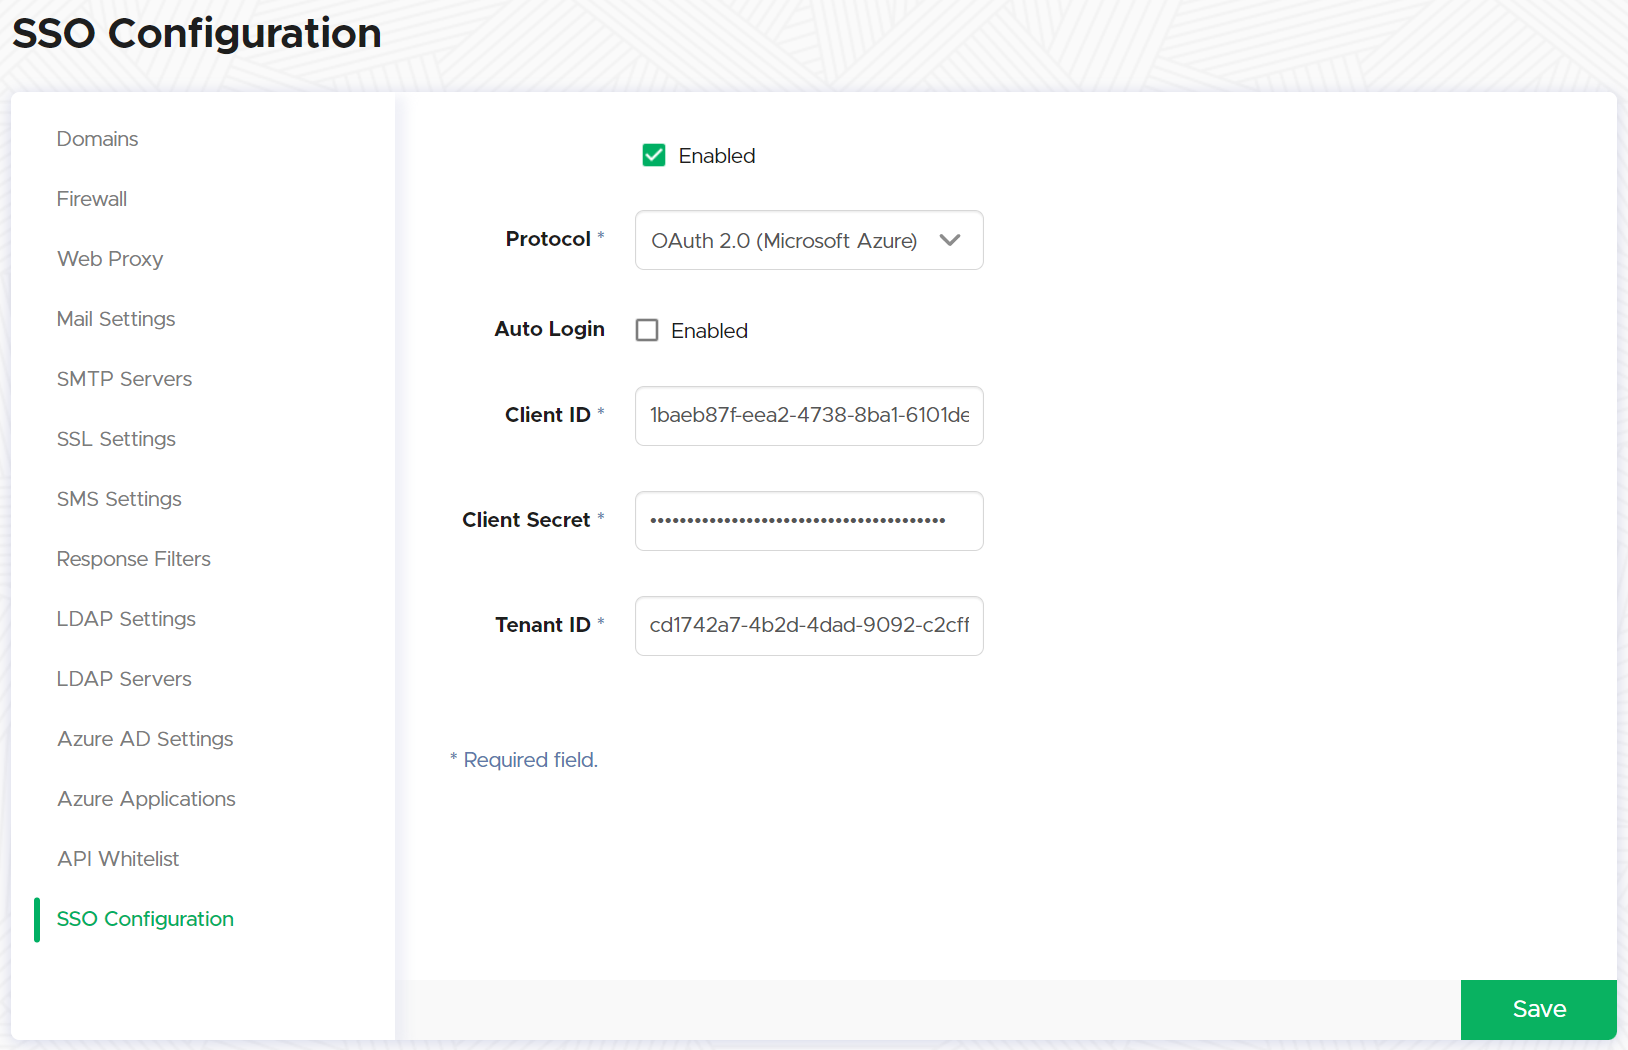 SSO Configuration
Domains
Firewall
Web Proxy
Mail Settings
SMTP Servers
SSL Settings
SMS Settings
Response Filters
LDAP Settings
LDAP Servers
Azure AD Settings
Azure Applications
API Whitelist
SSO Configuration
Enabled
Protocol * OAuth 2.0 (Microsoft Azure)
Auto Login Enabled
Client ID * 1baeb87f-eea2-4738-8ba1-6101de
Client Secret * ••••••••••••••••••••••••••••••••••••••••
Tenant ID * cd1742a7-4b2d-4dad-9092-c2cff
* Required field.
Save